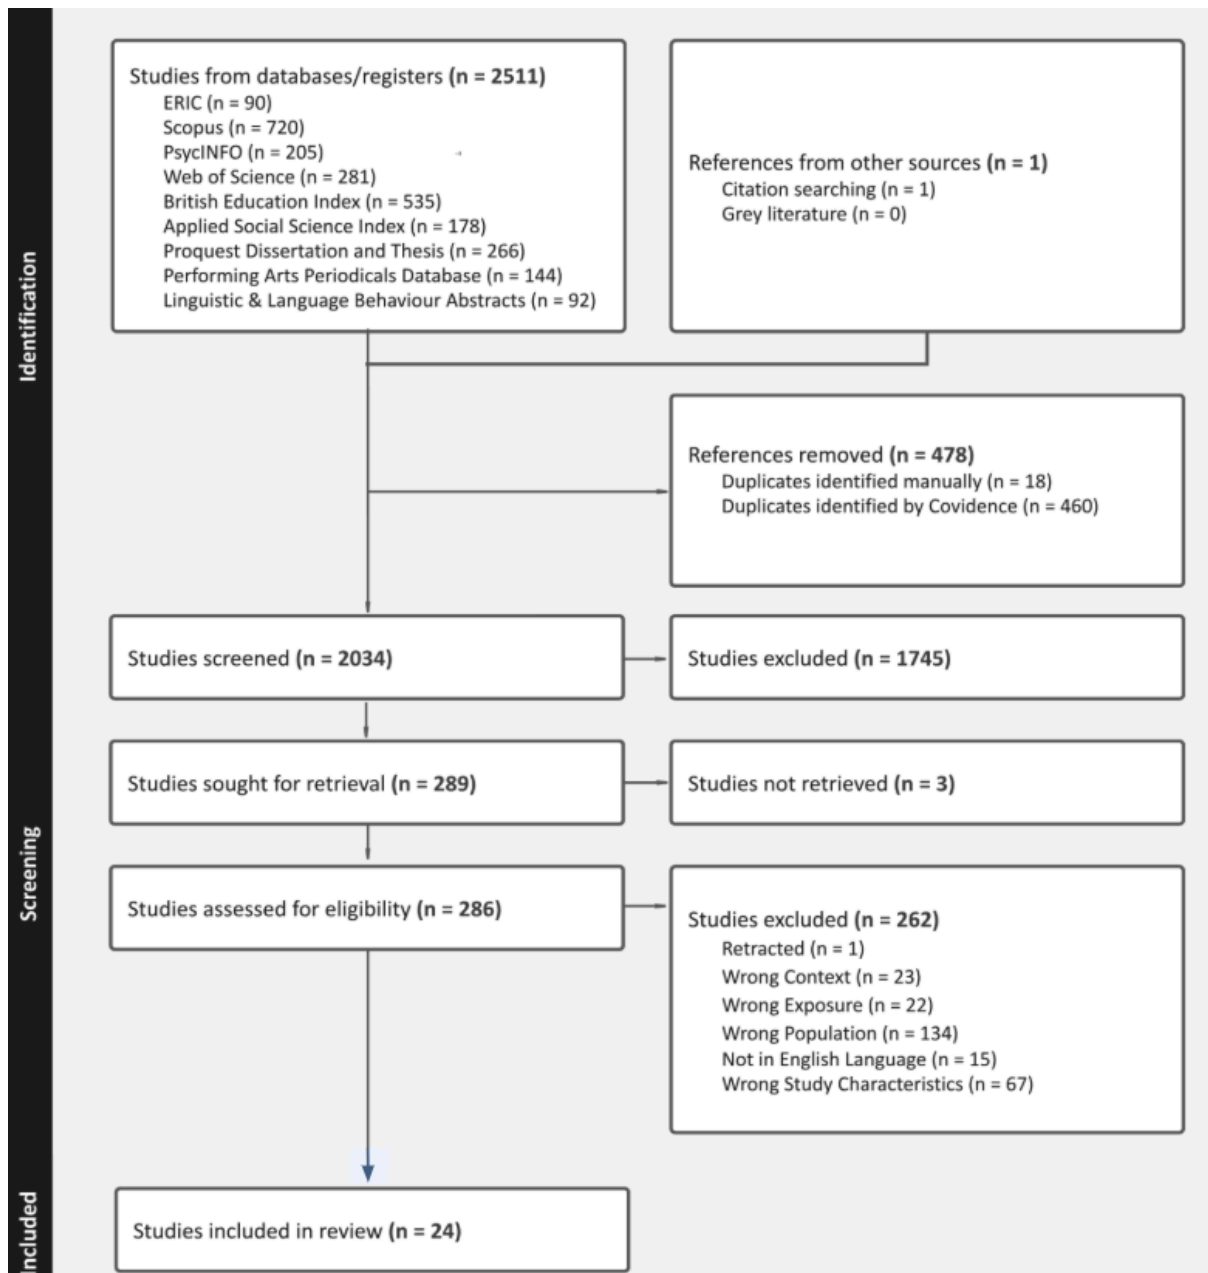 Identification
Studies from databases/registers (n = 2511)
ERIC (n = 90)
Scopus (n = 720)
PsycINFO (n = 205)
Web of Science (n = 281)
British Education Index (n = 535)
Applied Social Science Index (n = 178)
Proquest Dissertation and Thesis (n = 266)
Performing Arts Periodicals Database (n = 144)
Linguistic & Language Behaviour Abstracts (n = 92)
References from other sources (n = 1)
Citation searching (n = 1)
Grey literature (n = 0)
References removed (n = 478)
Duplicates identified manually (n = 18)
Duplicates identified by Covidence (n = 460)
Screening
Studies screened (n = 2034)
Studies excluded (n = 1745)
Studies sought for retrieval (n = 289)
Studies not retrieved (n = 3)
Studies assessed for eligibility (n = 286)
Studies excluded (n = 262)
Retracted (n = 1)
Wrong Context (n = 23)
Wrong Exposure (n = 22)
Wrong Population (n = 134)
Not in English Language (n = 15)
Wrong Study Characteristics (n = 67)
Included
Studies included in review (n = 24)